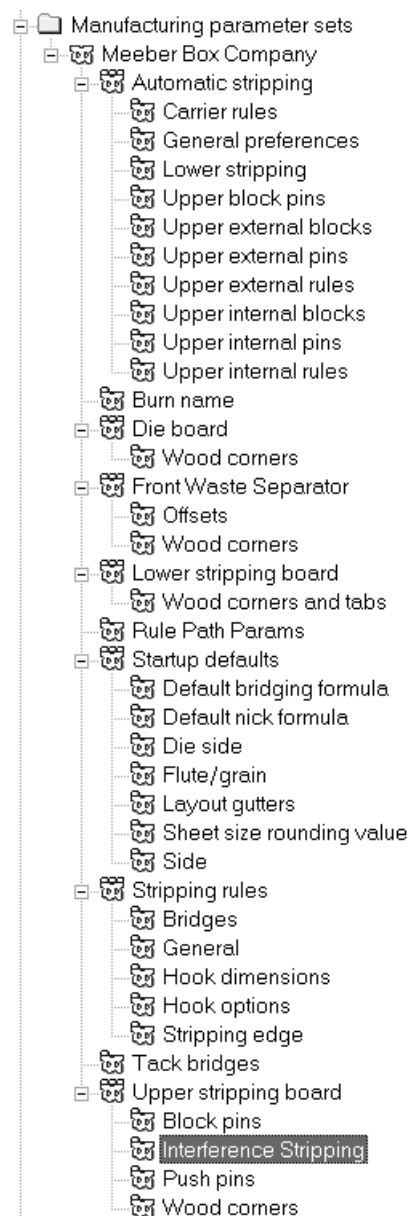 Manufacturing parameter sets
Meeber Box Company
Automatic stripping
Carrier rules
General preferences
Lower stripping
Upper block pins
Upper external blocks
Upper external pins
Upper external rules
Upper internal blocks
Upper internal pins
Upper internal rules
Burn name
Die board
Wood corners
Front Waste Separator
Offsets
Wood corners
Lower stripping board
Wood corners and tabs
Rule Path Params
Startup defaults
Default bridging formula
Default nick formula
Die side
Flute/grain
Layout gutters
Sheet size rounding value
Side
Stripping rules
Bridges
General
Hook dimensions
Hook options
Stripping edge
Tack bridges
Upper stripping board
Block pins
Interference Stripping
Push pins
Wood corners